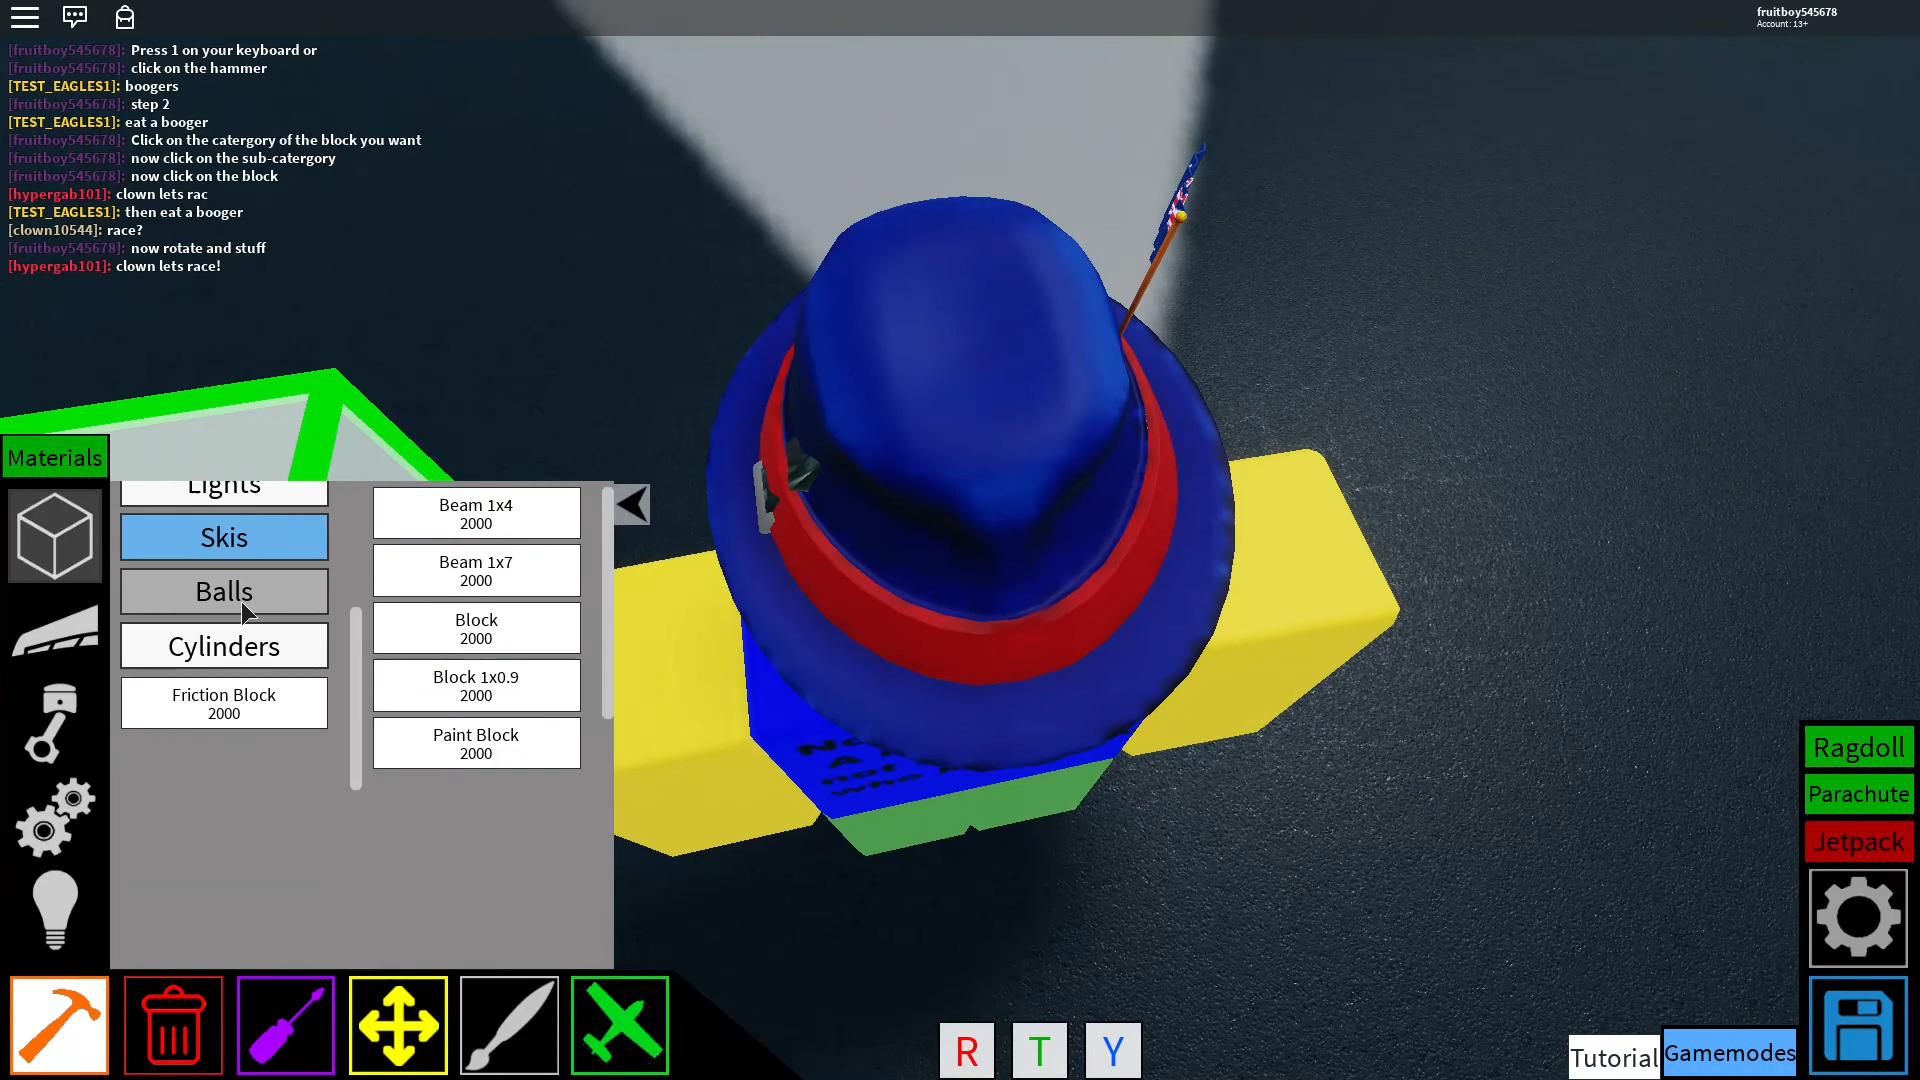 fruitboy545678
Account: 13+
[fruitboy545678]: Press 1 on your keyboard or
[fruitboy545678]: click on the hammer
[TEST_EAGLES1]: boogers
[fruitboy545678]: step 2
[TEST_EAGLES1]: eat a booger
[fruitboy545678]: Click on the catergory of the block you want
[fruitboy545678]: now click on the sub-catergory
[fruitboy545678]: now click on the block
[hypergab101]: clown lets rac
[TEST_EAGLES1]: then eat a booger
[clown10544]: race?
[fruitboy545678]: now rotate and stuff
[hypergab101]: clown lets race!
Materials
Lights
Skis
Balls
Cylinders
Friction Block
2000
Beam 1x4
2000
Beam 1x7
2000
Block
2000
Block 1x0.9
2000
Paint Block
2000
Ragdoll
Parachute
Jetpack
R T Y
Tutorial
Gamemodes